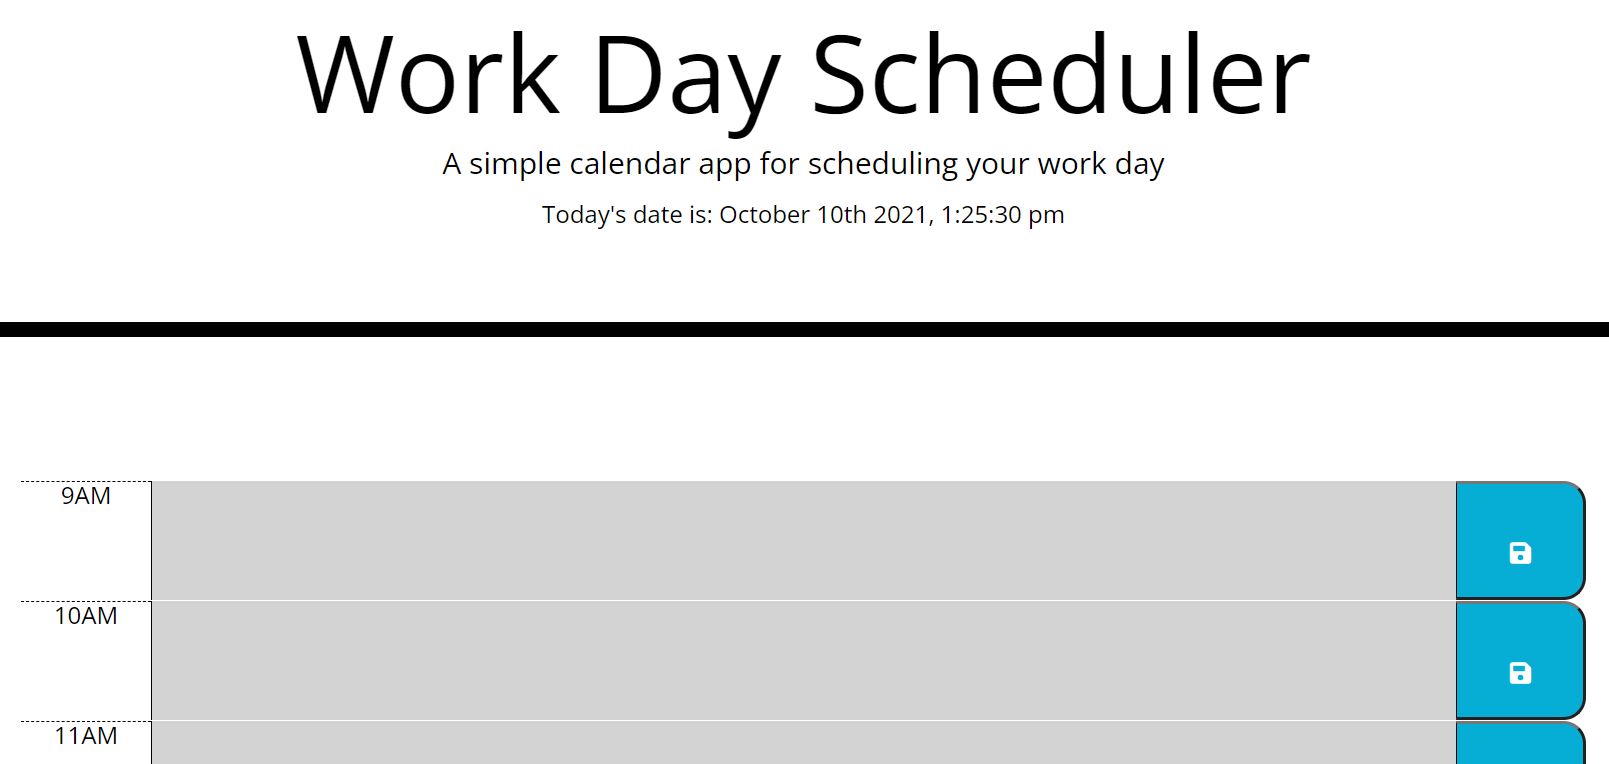 Work Day Scheduler
A simple calendar app for scheduling your work day
Today's date is: October 10th 2021, 1:25:30 pm
9AM
10AM
11AM